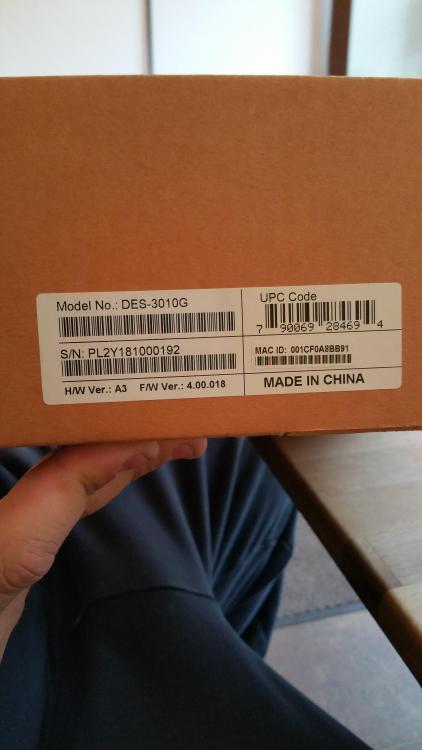 Model No.: DES-3010G
UPC Code
7 90069 28469 4
S/N: PL2Y181000192
MAC ID: 001CF0A8BB91
H/W Ver.: A3 F/W Ver.: 4.00.018
MADE IN CHINA